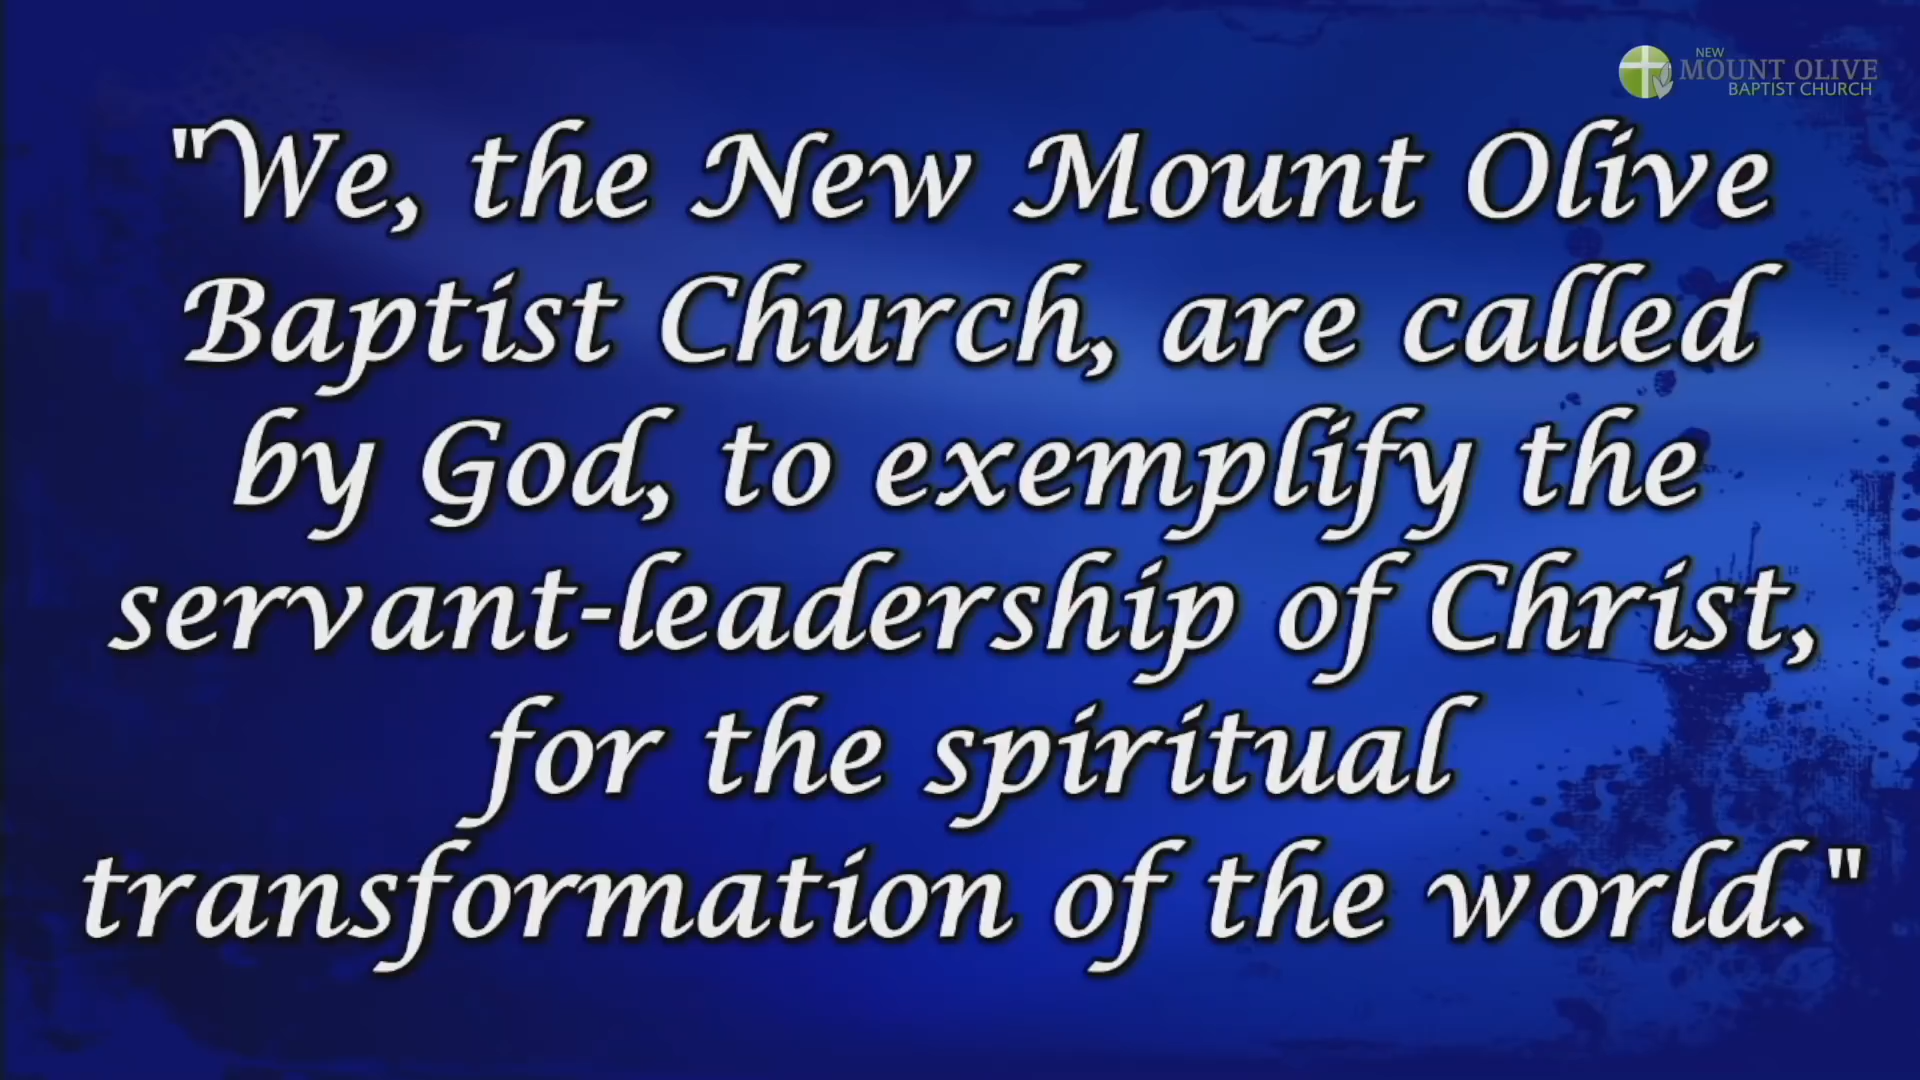 NEW
MOUNT OLIVE
BAPTIST CHURCH
"We, the New Mount Olive
Baptist Church, are called
by God, to exemplify the
servant-leadership of Christ,
for the spiritual
transformation of the world."